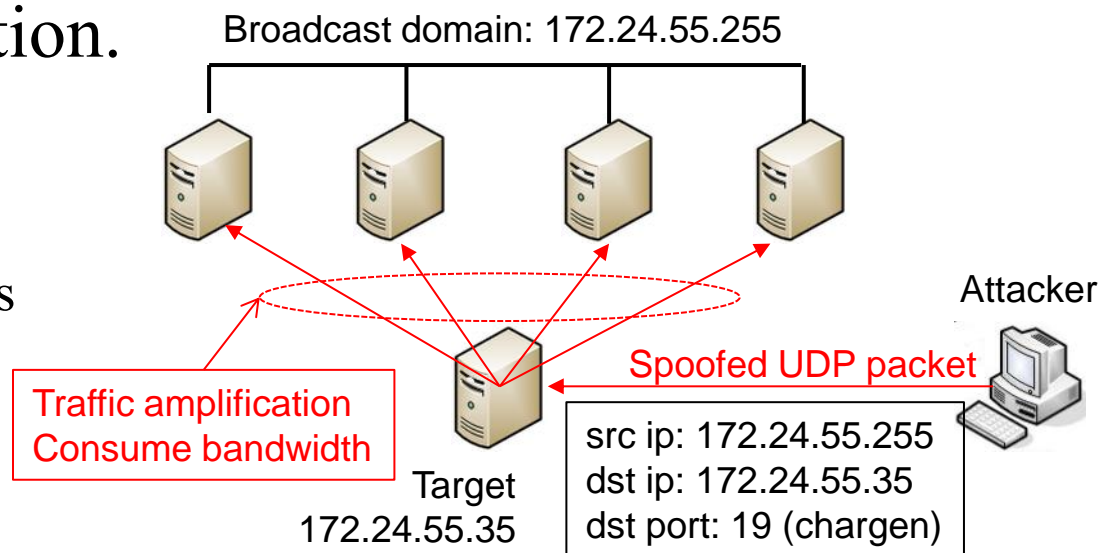 tion.
Broadcast domain: 172.24.55.255
s
Attacker
Spoofed UDP packet
Traffic amplification
Consume bandwidth
src ip: 172.24.55.255
dst ip: 172.24.55.35
dst port: 19 (chargen)
Target
172.24.55.35